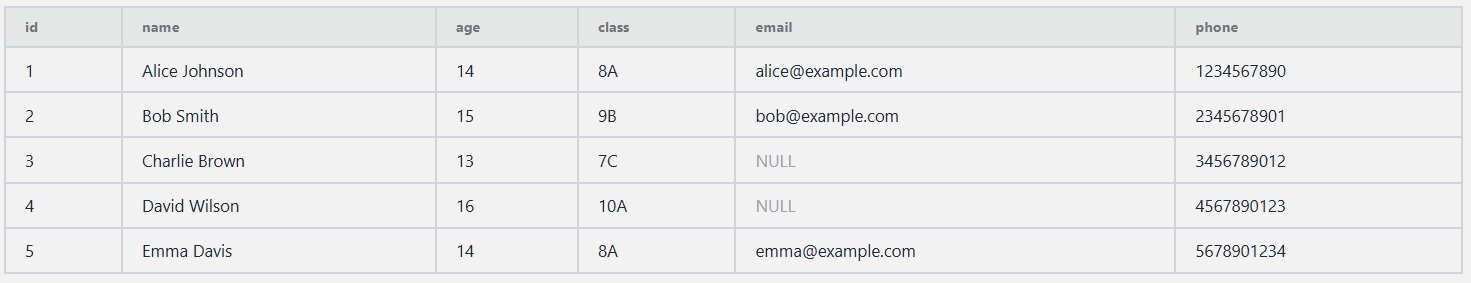 id name age class email phone
1 Alice Johnson 14 8A alice@example.com 1234567890
2 Bob Smith 15 9B bob@example.com 2345678901
3 Charlie Brown 13 7C NULL 3456789012
4 David Wilson 16 10A NULL 4567890123
5 Emma Davis 14 8A emma@example.com 5678901234